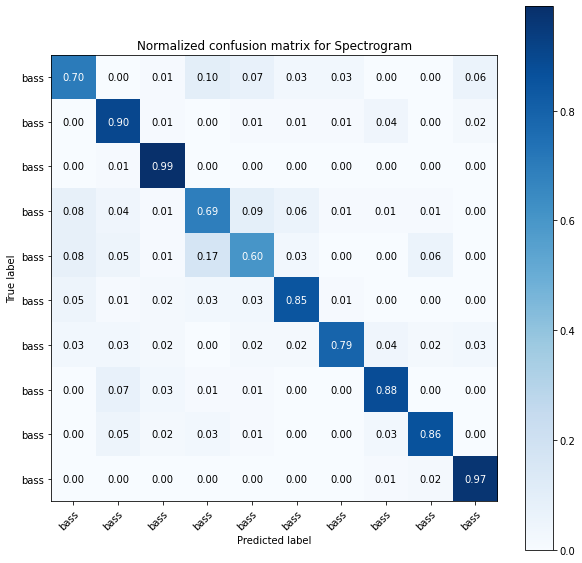 Normalized confusion matrix for Spectrogram
True label
bass 0.70 0.00 0.01 0.10 0.07 0.03 0.03 0.00 0.00 0.06
bass 0.00 0.90 0.01 0.00 0.01 0.01 0.01 0.04 0.00 0.02
bass 0.00 0.01 0.99 0.00 0.00 0.00 0.00 0.00 0.00 0.00
bass 0.08 0.04 0.01 0.69 0.09 0.06 0.01 0.01 0.01 0.00
bass 0.08 0.05 0.01 0.17 0.60 0.03 0.00 0.00 0.06 0.00
bass 0.05 0.01 0.02 0.03 0.03 0.85 0.01 0.00 0.00 0.00
bass 0.03 0.03 0.02 0.00 0.02 0.02 0.79 0.04 0.02 0.03
bass 0.00 0.07 0.03 0.01 0.01 0.00 0.00 0.88 0.00 0.00
bass 0.00 0.05 0.02 0.03 0.01 0.00 0.00 0.03 0.86 0.00
bass 0.00 0.00 0.00 0.00 0.00 0.00 0.00 0.01 0.02 0.97
bass bass bass bass bass bass bass bass bass bass
Predicted label
0.8
0.6
0.4
0.2
0.0